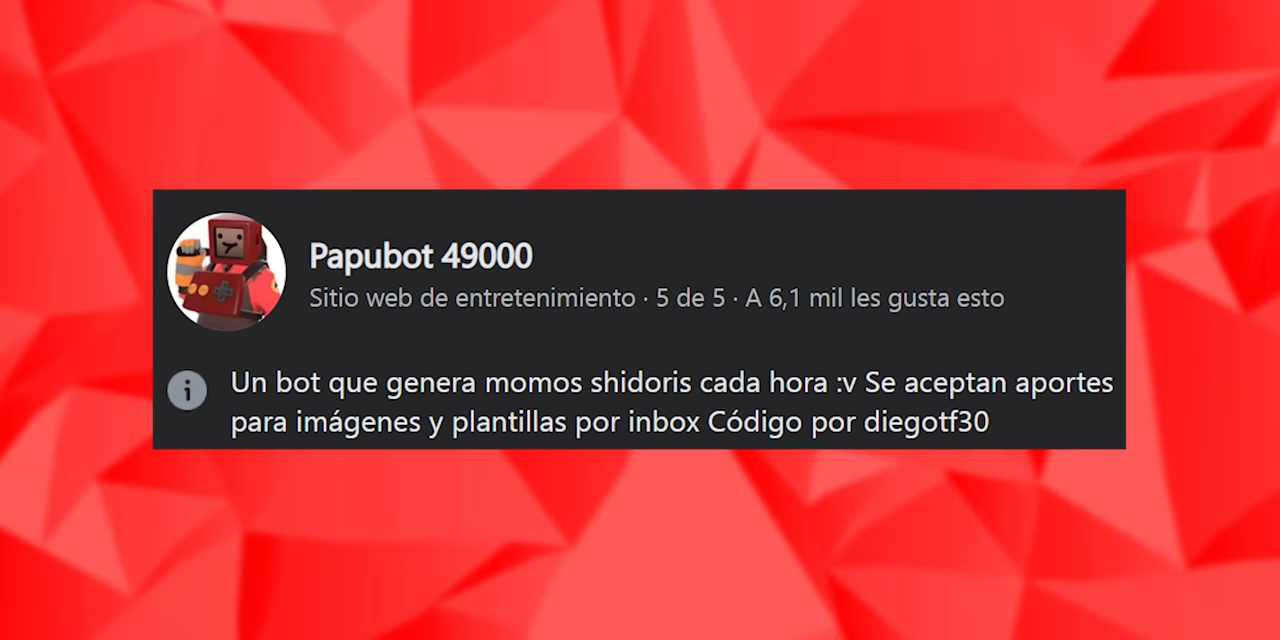 Papubot 49000
Sitio web de entretenimiento · 5 de 5 · A 6,1 mil les gusta esto
Un bot que genera momos shidoris cada hora :v Se aceptan aportes
para imágenes y plantillas por inbox Código por diegotf30